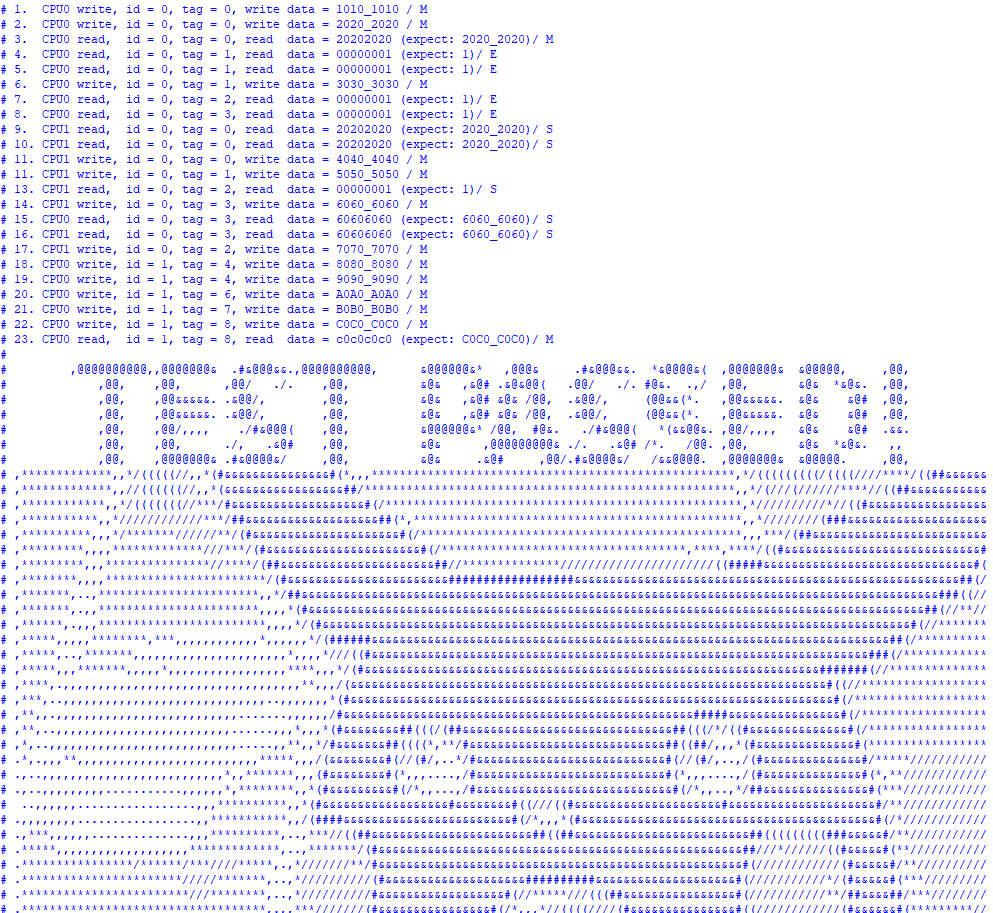 # 1.  CPU0 write, id = 0, tag = 0, write data = 1010_1010 / M
# 2.  CPU0 write, id = 0, tag = 0, write data = 2020_2020 / M
# 3.  CPU0 read,  id = 0, tag = 0, read  data = 20202020 (expect: 2020_2020)/ M
# 4.  CPU0 read,  id = 0, tag = 1, read  data = 00000001 (expect: 1)/ E
# 5.  CPU0 read,  id = 0, tag = 1, read  data = 00000001 (expect: 1)/ E
# 6.  CPU0 write, id = 0, tag = 1, write data = 3030_3030 / M
# 7.  CPU0 read,  id = 0, tag = 2, read  data = 00000001 (expect: 1)/ E
# 8.  CPU0 read,  id = 0, tag = 3, read  data = 00000001 (expect: 1)/ E
# 9.  CPU1 read,  id = 0, tag = 0, read  data = 20202020 (expect: 2020_2020)/ S
# 10. CPU1 read,  id = 0, tag = 0, read  data = 20202020 (expect: 2020_2020)/ S
# 11. CPU1 write, id = 0, tag = 0, write data = 4040_4040 / M
# 11. CPU1 write, id = 0, tag = 1, write data = 5050_5050 / M
# 13. CPU1 read,  id = 0, tag = 2, read  data = 00000001 (expect: 1)/ S
# 14. CPU1 write, id = 0, tag = 3, write data = 6060_6060 / M
# 15. CPU0 read,  id = 0, tag = 3, read  data = 60606060 (expect: 6060_6060)/ S
# 16. CPU1 read,  id = 0, tag = 3, read  data = 60606060 (expect: 6060_6060)/ S
# 17. CPU1 write, id = 0, tag = 2, write data = 7070_7070 / M
# 18. CPU0 write, id = 1, tag = 4, write data = 8080_8080 / M
# 19. CPU0 write, id = 1, tag = 4, write data = 9090_9090 / M
# 20. CPU0 write, id = 1, tag = 6, write data = A0A0_A0A0 / M
# 21. CPU0 write, id = 1, tag = 7, write data = B0B0_B0B0 / M
# 22. CPU0 write, id = 1, tag = 8, write data = C0C0_C0C0 / M
# 23. CPU0 read,  id = 1, tag = 8, read  data = c0c0c0c0 (expect: C0C0_C0C0)/ M
#
TEST PASSED!